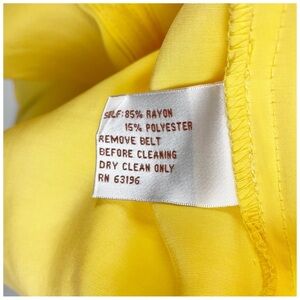 SELF: 85% RAYON
15% POLYESTER
REMOVE BELT
BEFORE CLEANING
DRY CLEAN ONLY
RN 63196